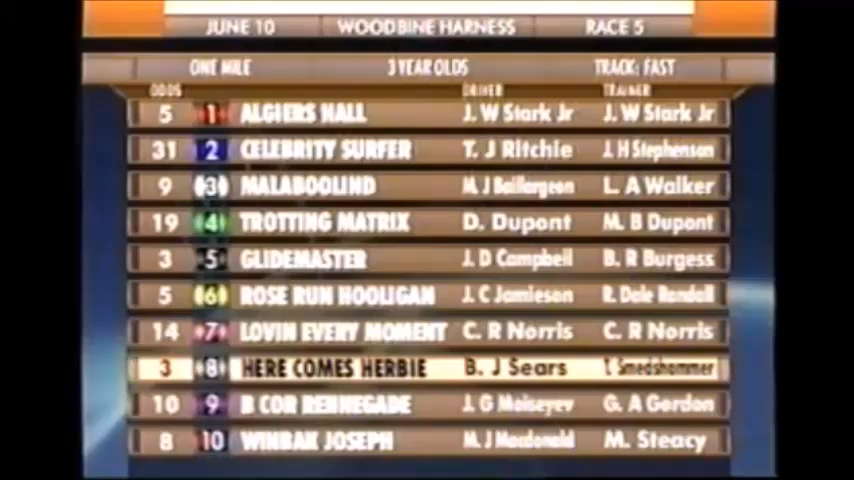 JUNE 10 WOODBINE HARNESS RACE 5
ONE MILE 3 YEAR OLDS TRACK: FAST
ODDS DRIVER TRAINER
5 1 ALGIERS HALL J. W Stark Jr J. W Stark Jr
31 2 CELEBRITY SURFER T. J Ritchie J. H Stephenson
9 3 MALABOOLIND M. J Baillargeon L. A Walker
19 4 TROTTING MATRIX D. Dupont M. B Dupont
3 5 GLIDEMASTER J. D Campbell B. R Burgess
5 6 ROSE RUN HOOLIGAN J. C Jamieson R. Dale Randall
14 7 LOVIN EVERY MOMENT C. R Norris C. R Norris
3 8 HERE COMES HERBIE B. J Sears T. Smedshammer
10 9 B COR RENNEGADE J. G Moiseyev G. A Gordon
8 10 WINBAK JOSEPH M. J Macdonald M. Steacy